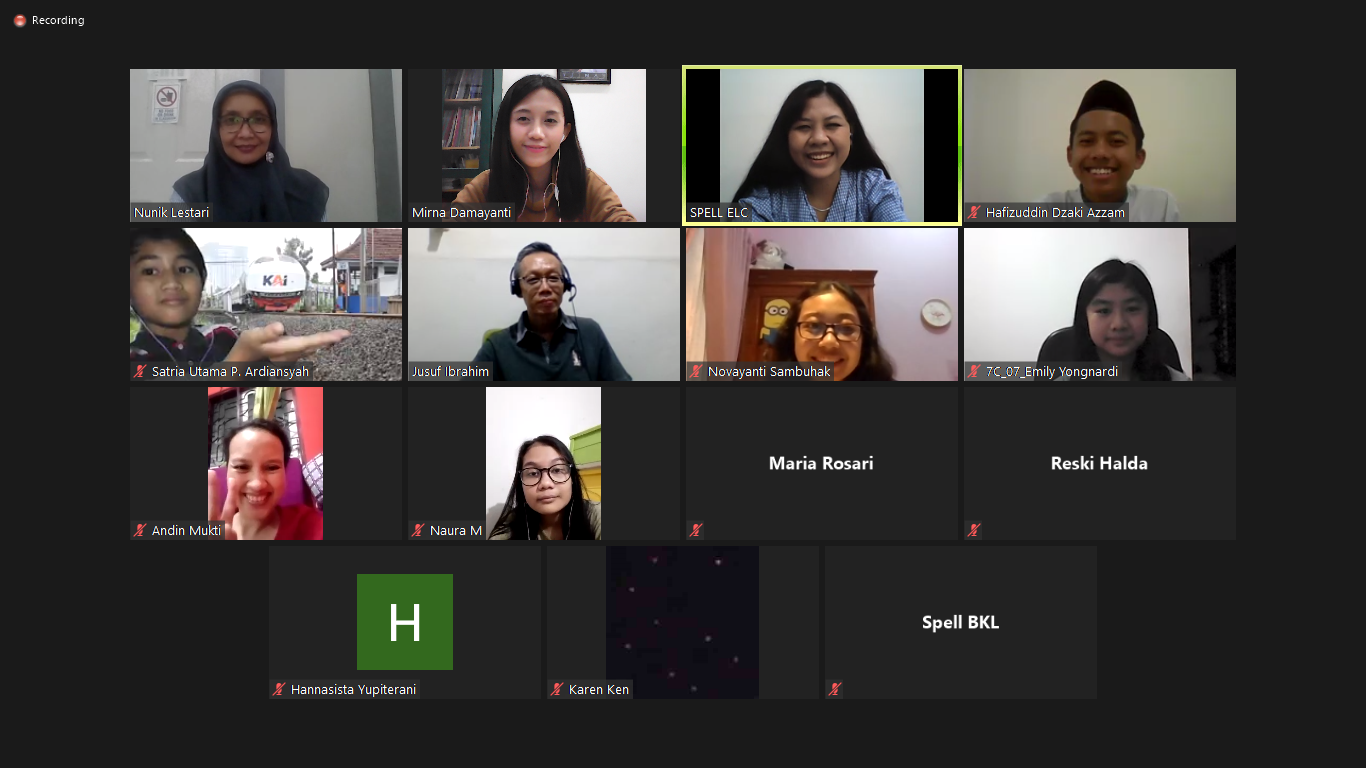 Recording
Nunik Lestari
Mirna Damayanti
SPELL ELC
Hafizuddin Dzaki Azzam
KAi
Satria Utama P. Ardiansyah
Jusuf Ibrahim
Novayanti Sambuhak
7C_07_Emily Yongnardi
Andin Mukti
Naura M
Maria Rosari
Reski Halda
H
Hannasista Yupiterani
Karen Ken
Spell BKL